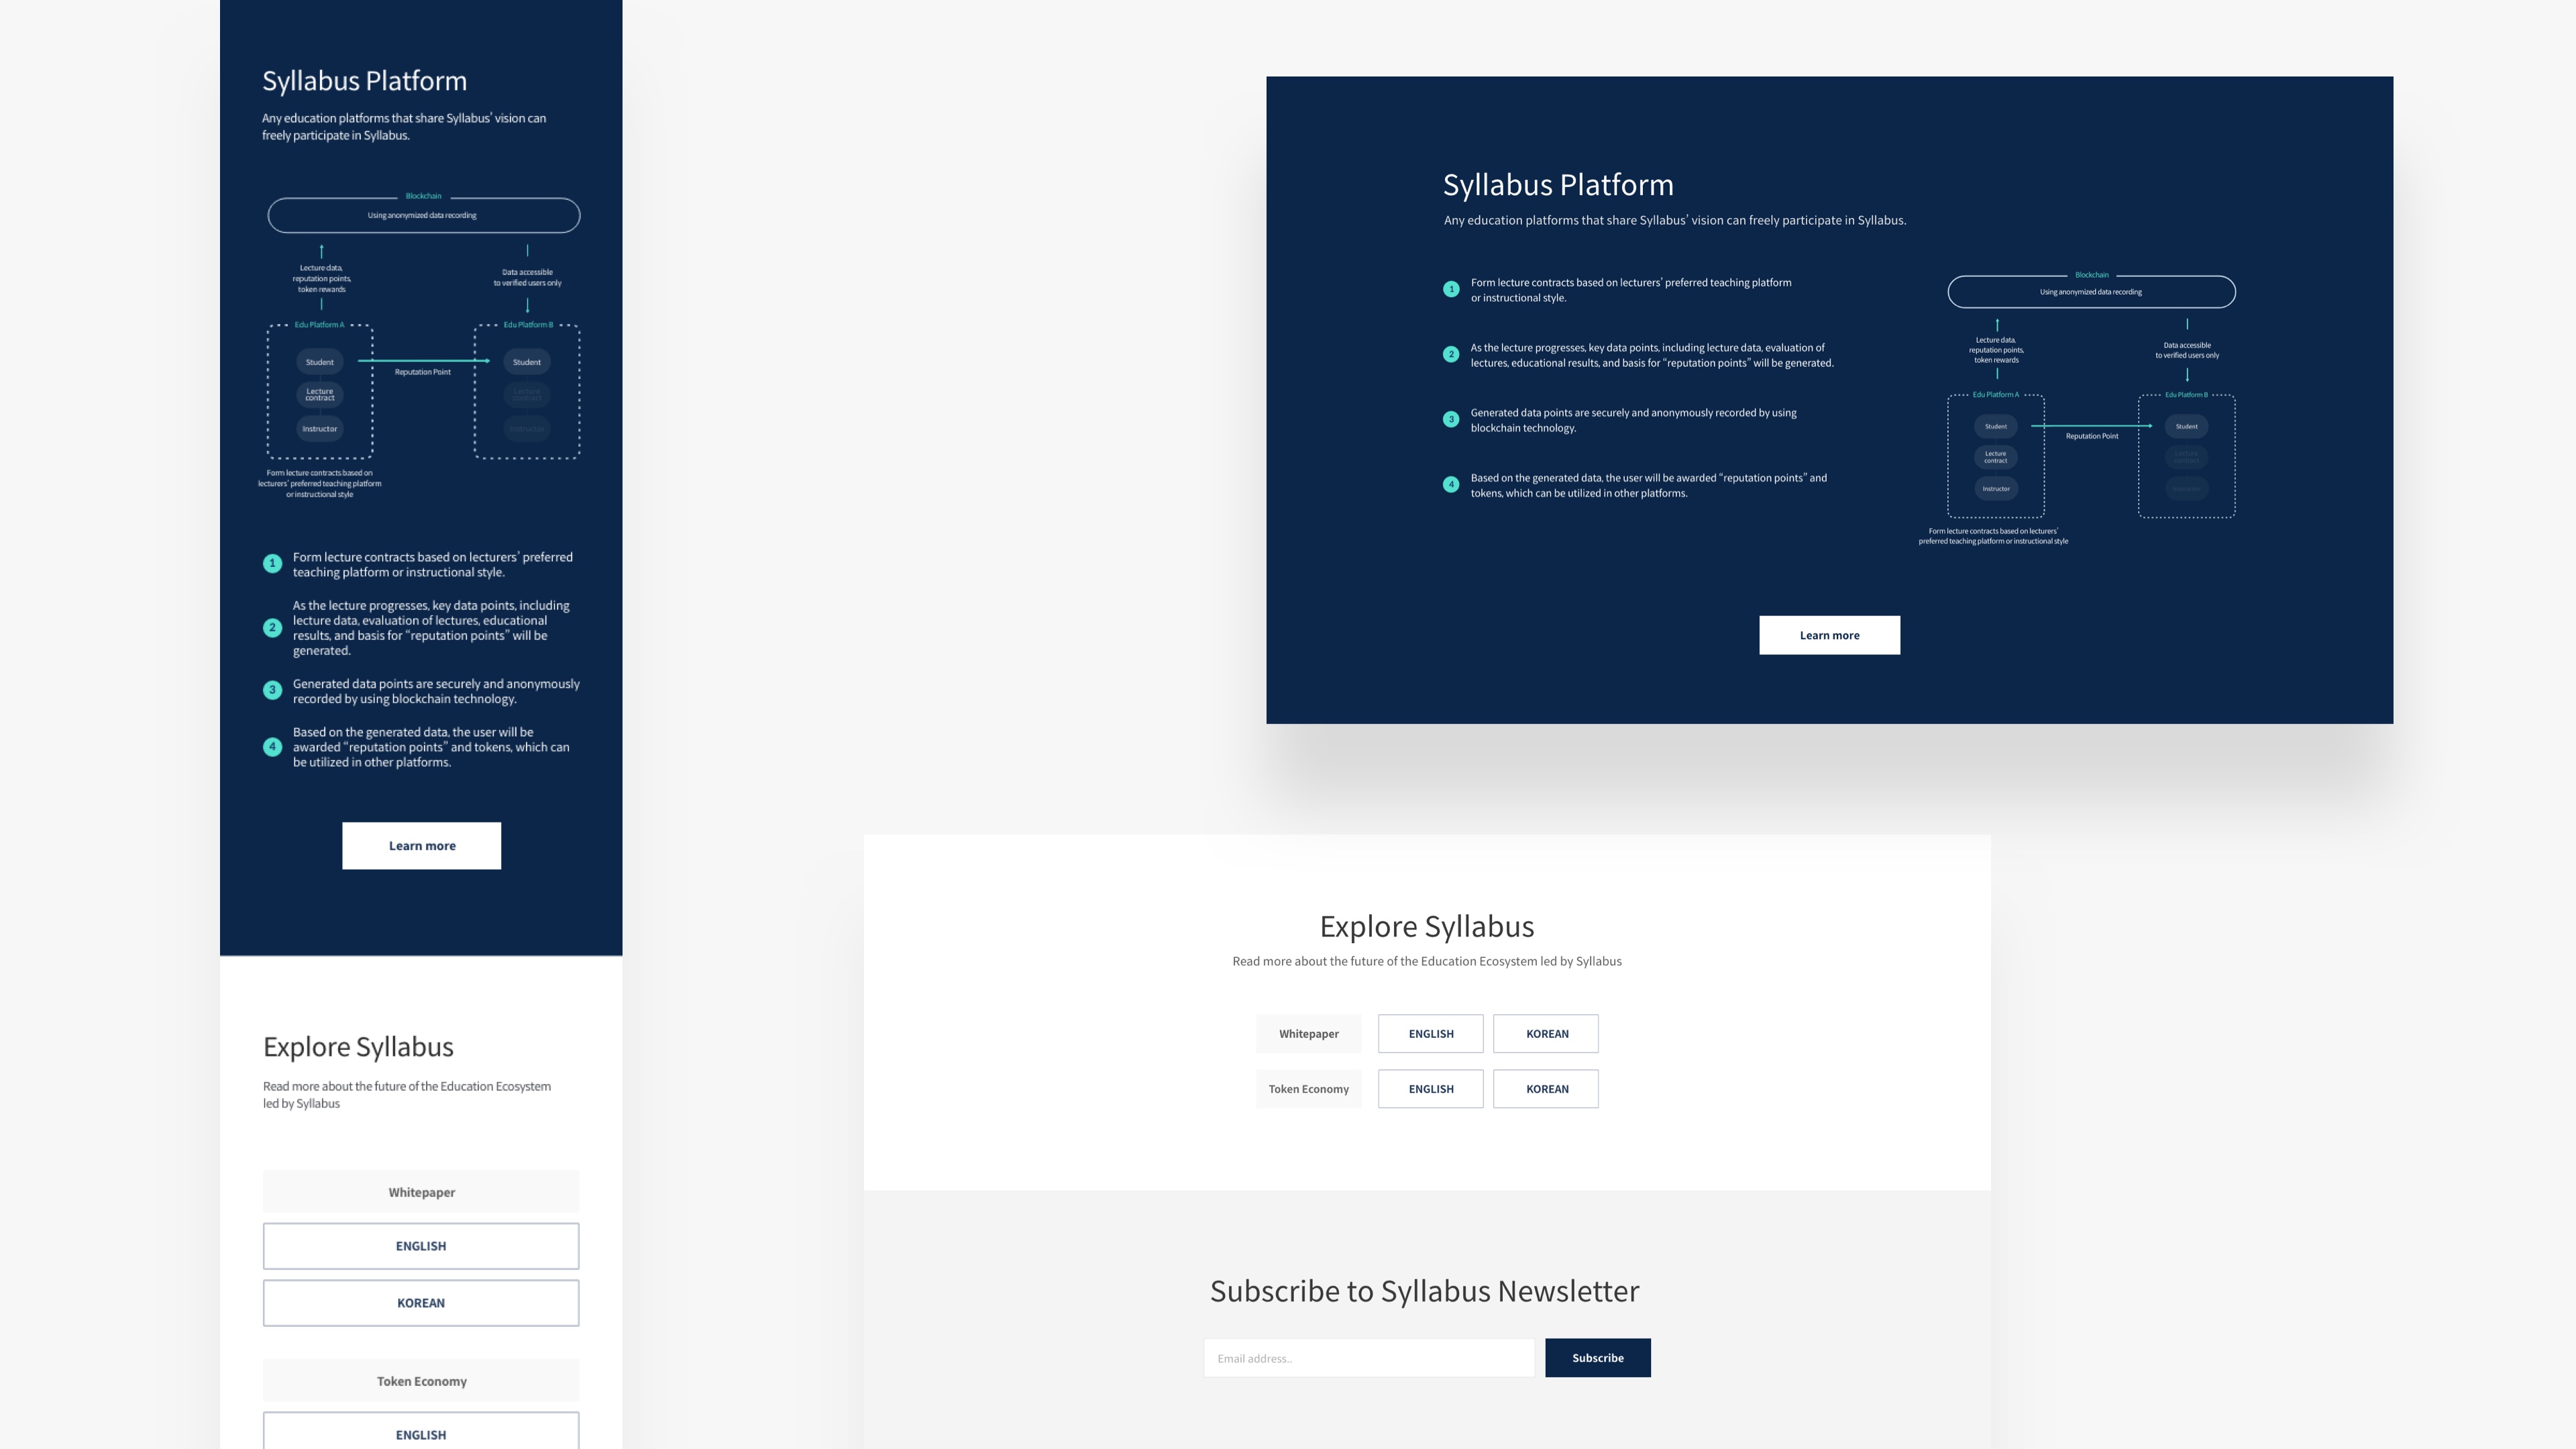 Syllabus Platform
Any education platforms that share Syllabus’ vision can
freely participate in Syllabus.
Blockchain
Using anonymized data recording
Lecture data,
reputation points,
token rewards
Data accessible
to verified users only
Edu Platform A
Edu Platform B
Student
Student
Reputation Point
Lecture
contract
Lecture
contract
Instructor
Instructor
Form lecture contracts based on
lecturers’ preferred teaching platform
or instructional style
1
Form lecture contracts based on lecturers’ preferred
teaching platform or instructional style.
2
As the lecture progresses, key data points, including
lecture data, evaluation of lectures, educational
results, and basis for “reputation points” will be
generated.
3
Generated data points are securely and anonymously
recorded by using blockchain technology.
4
Based on the generated data, the user will be
awarded “reputation points” and tokens, which can
be utilized in other platforms.
Learn more
Explore Syllabus
Read more about the future of the Education Ecosystem
led by Syllabus
Whitepaper
ENGLISH
KOREAN
Token Economy
ENGLISH
Syllabus Platform
Any education platforms that share Syllabus’ vision can freely participate in Syllabus.
1
Form lecture contracts based on lecturers’ preferred teaching platform
or instructional style.
2
As the lecture progresses, key data points, including lecture data, evaluation of
lectures, educational results, and basis for “reputation points” will be generated.
3
Generated data points are securely and anonymously recorded by using
blockchain technology.
4
Based on the generated data, the user will be awarded “reputation points” and
tokens, which can be utilized in other platforms.
Blockchain
Using anonymized data recording
Lecture data,
reputation points,
token rewards
Data accessible
to verified users only
Edu Platform A
Edu Platform B
Student
Student
Reputation Point
Lecture
contract
Lecture
contract
Instructor
Instructor
Form lecture contracts based on lecturers’
preferred teaching platform or instructional style
Learn more
Explore Syllabus
Read more about the future of the Education Ecosystem led by Syllabus
Whitepaper
ENGLISH
KOREAN
Token Economy
ENGLISH
KOREAN
Subscribe to Syllabus Newsletter
Email address..
Subscribe